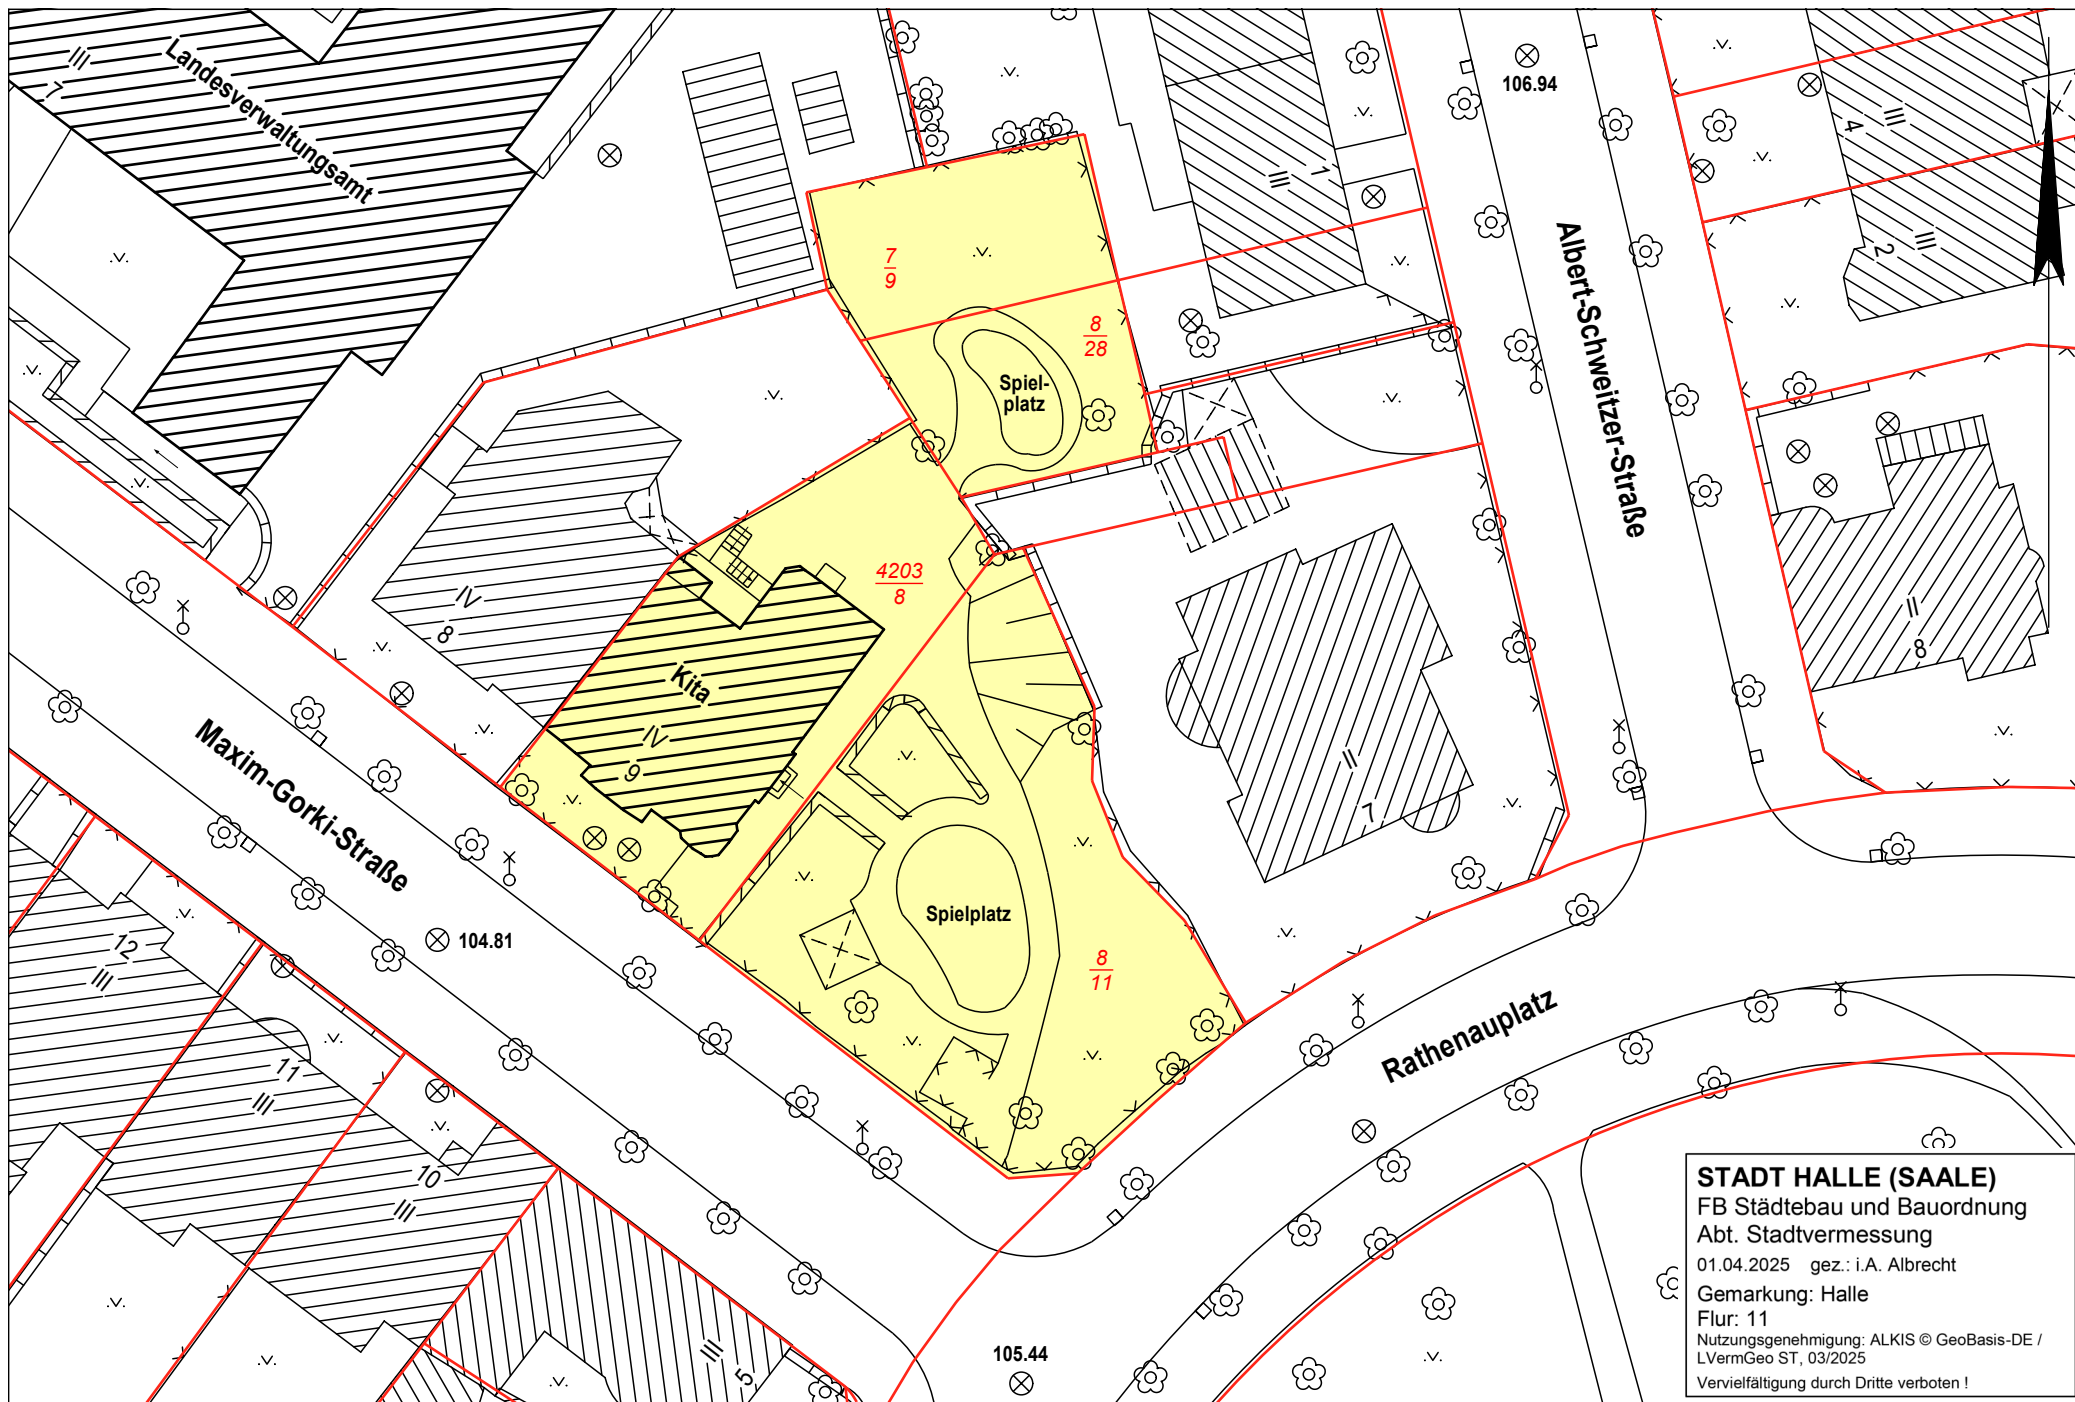 III
7
Landesverwaltungsamt
106.94
III
4
III
1
III
2
Albert-Schweitzer-Straße
7
9
8
28
Spiel-
platz
4203
8
IV
8
Kita
IV
9
II
8
II
7
Maxim-Gorki-Straße
Spielplatz
8
11
104.81
12
III
11
III
10
III
Rathenauplatz
III
5
105.44
STADT HALLE (SAALE)
FB Städtebau und Bauordnung
Abt. Stadtvermessung
01.04.2025 gez.: i.A. Albrecht
Gemarkung: Halle
Flur: 11
Nutzungsgenehmigung: ALKIS © GeoBasis-DE /
LVermGeo ST, 03/2025
Vervielfältigung durch Dritte verboten !